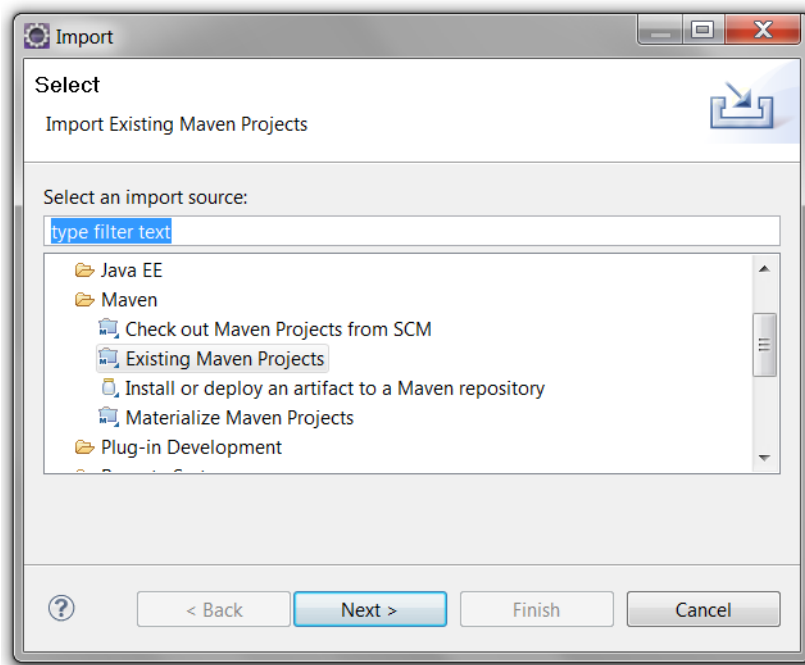 Import
Select
Import Existing Maven Projects
Select an import source:
type filter text
Java EE
Maven
Check out Maven Projects from SCM
Existing Maven Projects
Install or deploy an artifact to a Maven repository
Materialize Maven Projects
Plug-in Development
? < Back Next > Finish Cancel